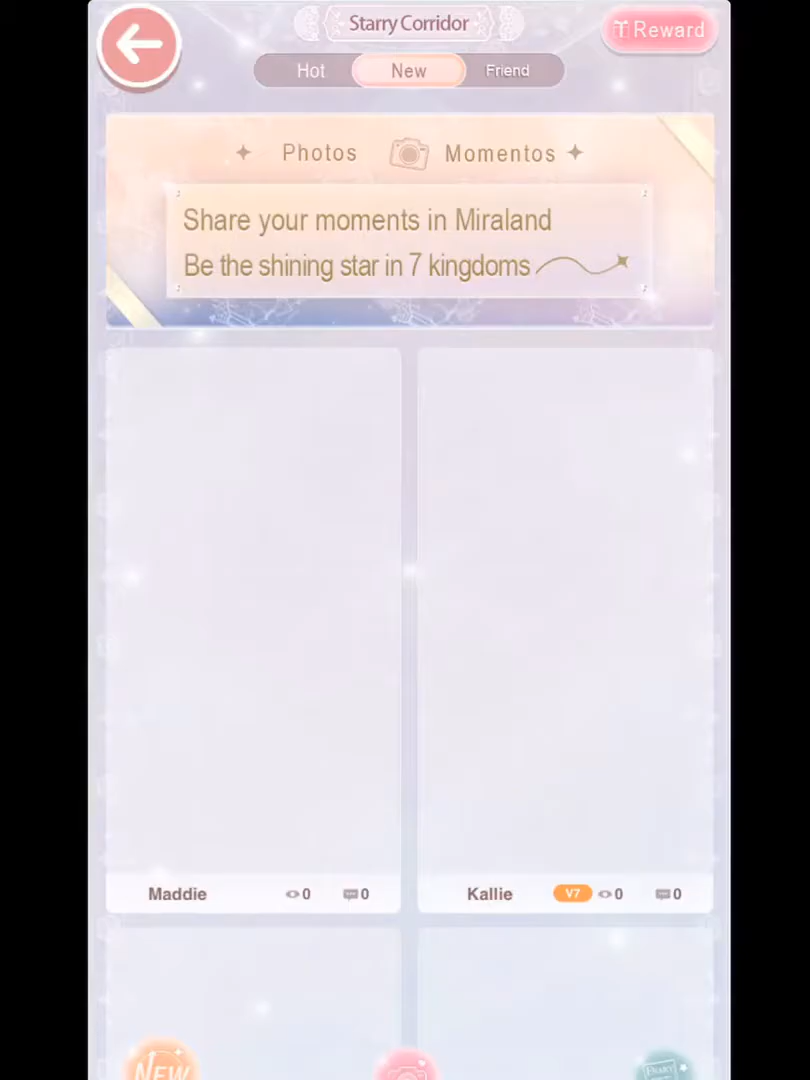 Starry Corridor
Reward
Hot New Friend
Photos Momentos
Share your moments in Miraland
Be the shining star in 7 kingdoms
Maddie 0 0
Kallie V7 0 0
NEW
DIARY